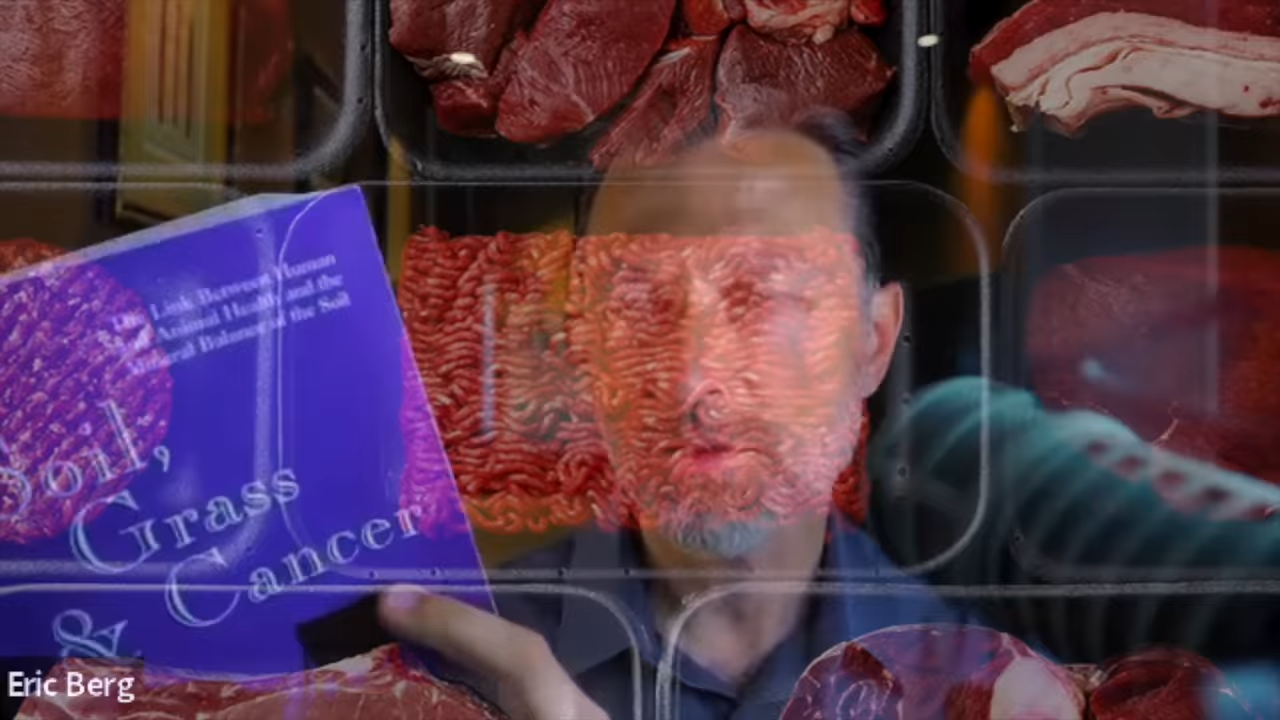 The Link Between Human
and Animal Health and the
Mineral Balance of the Soil
Soil,
Grass
& Cancer
Eric Berg